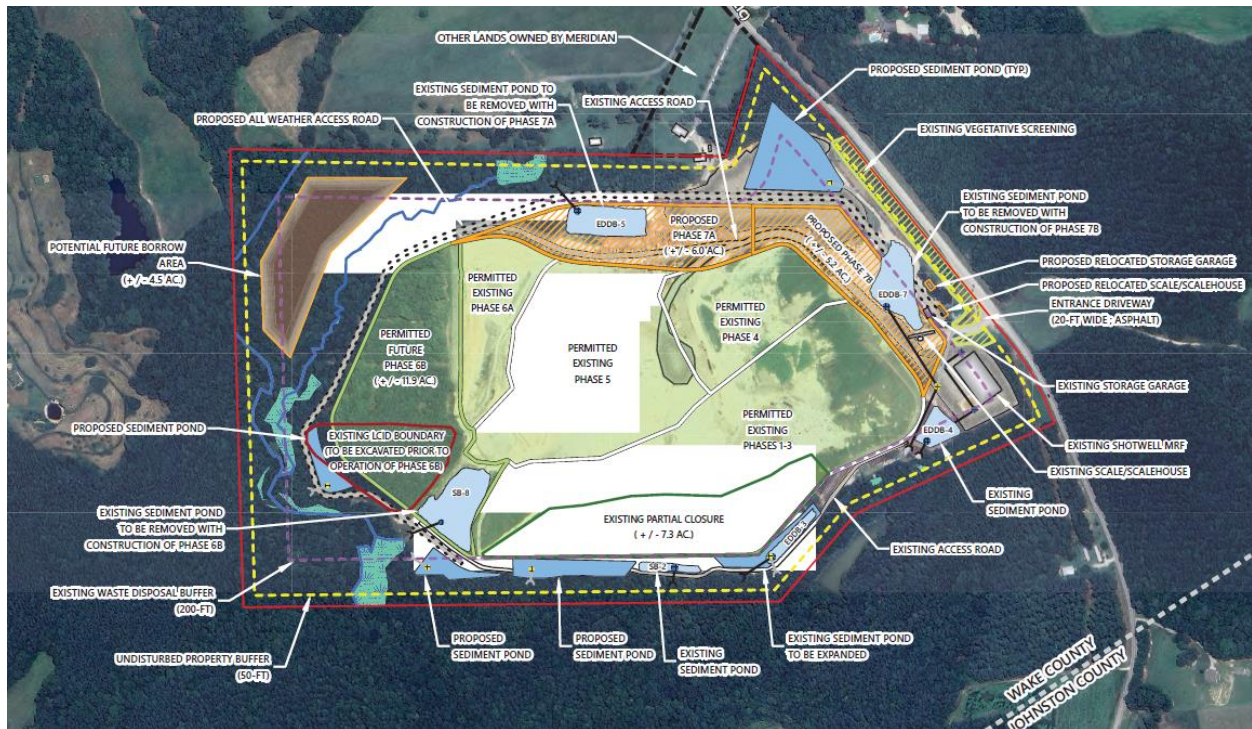 OTHER LANDS OWNED BY MERIDIAN
PROPOSED SEDIMENT POND (TYP.)
EXISTING SEDIMENT POND TO
BE REMOVED WITH
CONSTRUCTION OF PHASE 7A
EXISTING ACCESS ROAD
PROPOSED ALL WEATHER ACCESS ROAD
EXISTING VEGETATIVE SCREENING
EXISTING SEDIMENT POND
TO BE REMOVED WITH
CONSTRUCTION OF PHASE 7B
EDDB-5
PROPOSED
PHASE 7A
(+/- 6.0 AC.)
PROPOSED PHASE 7B
(+/- 5.2 AC.)
POTENTIAL FUTURE BORROW
AREA
(+/- 4.5 AC.)
PROPOSED RELOCATED STORAGE GARAGE
PROPOSED RELOCATED SCALE/SCALEHOUSE
ENTRANCE DRIVEWAY
(20-FT WIDE ; ASPHALT)
EDDB-7
PERMITTED
EXISTING
PHASE 6A
PERMITTED
EXISTING
PHASE 4
PERMITTED
FUTURE
PHASE 6B
(+/- 11.9 AC.)
PERMITTED
EXISTING
PHASE 5
EXISTING STORAGE GARAGE
PROPOSED SEDIMENT POND
EXISTING LCID BOUNDARY
(TO BE EXCAVATED PRIOR TO
OPERATION OF PHASE 6B)
PERMITTED
EXISTING
PHASES 1-3
EDDB-4
EXISTING SHOTWELL MRF
EXISTING SCALE/SCALEHOUSE
EXISTING
SEDIMENT POND
SB-8
EXISTING SEDIMENT POND
TO BE REMOVED WITH
CONSTRUCTION OF PHASE 6B
EXISTING PARTIAL CLOSURE
(+/- 7.3 AC.)
EDDB-3
EXISTING ACCESS ROAD
SB-2
EXISTING WASTE DISPOSAL BUFFER
(200-FT)
UNDISTURBED PROPERTY BUFFER
(50-FT)
PROPOSED
SEDIMENT POND
PROPOSED
SEDIMENT POND
EXISTING
SEDIMENT POND
EXISTING SEDIMENT POND
TO BE EXPANDED
WAKE COUNTY
JOHNSTON COUNTY